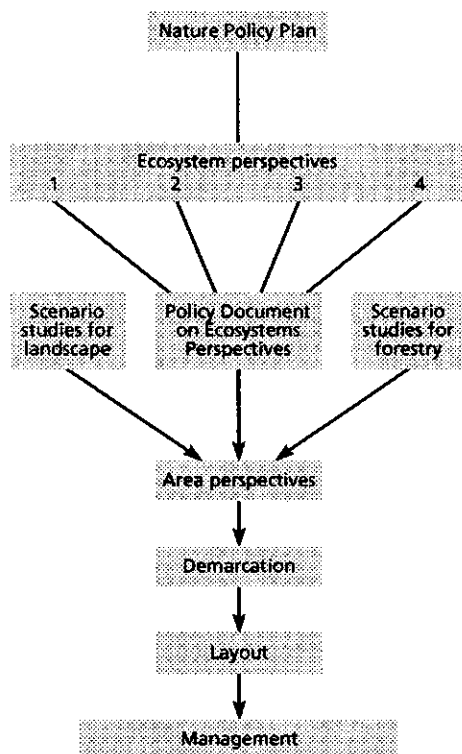 Nature Policy Plan
Ecosystem perspectives
1 2 3 4
Scenario
studies for
landscape
Policy Document
on Ecosystems
Perspectives
Scenario
studies for
forestry
Area perspectives
Demarcation
Layout
Management